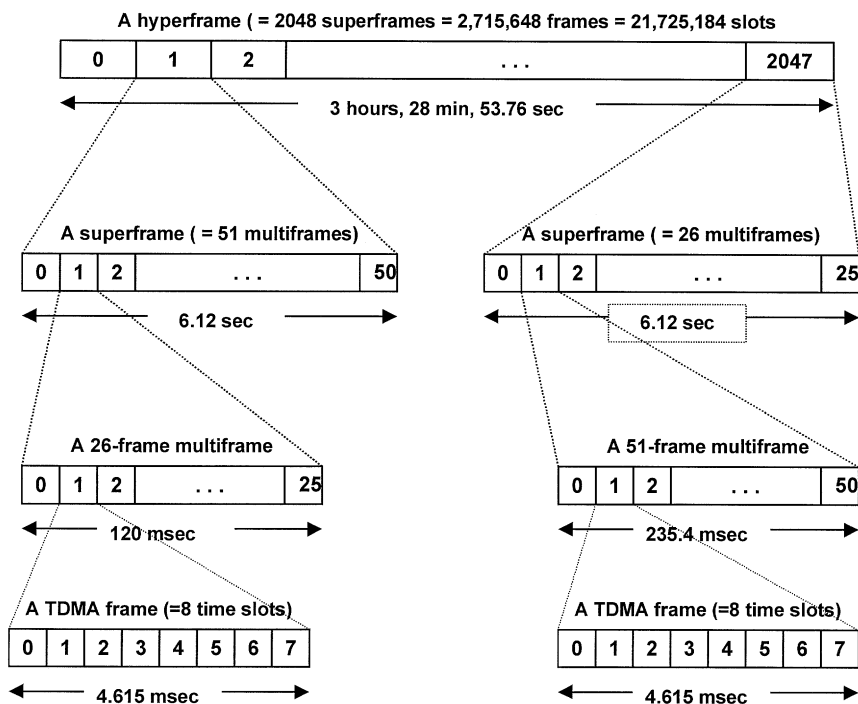 A hyperframe ( = 2048 superframes = 2,715,648 frames = 21,725,184 slots
0 1 2 . . . 2047
3 hours, 28 min, 53.76 sec
A superframe ( = 51 multiframes)
0 1 2 . . . 50
6.12 sec
A superframe ( = 26 multiframes)
0 1 2 . . . 25
6.12 sec
A 26-frame multiframe
0 1 2 . . . 25
120 msec
A 51-frame multiframe
0 1 2 . . . 50
235.4 msec
A TDMA frame (=8 time slots)
0 1 2 3 4 5 6 7
4.615 msec
A TDMA frame (=8 time slots)
0 1 2 3 4 5 6 7
4.615 msec